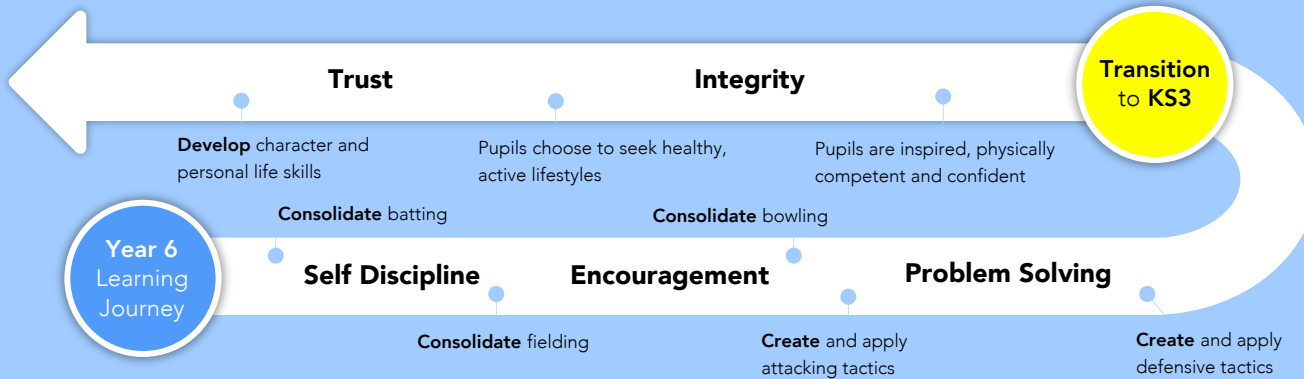 Trust
Integrity
Transition
to KS3
Develop character and
personal life skills
Pupils choose to seek healthy,
active lifestyles
Pupils are inspired, physically
competent and confident
Consolidate batting
Consolidate bowling
Year 6
Learning
Journey
Self Discipline
Encouragement
Problem Solving
Consolidate fielding
Create and apply
attacking tactics
Create and apply
defensive tactics